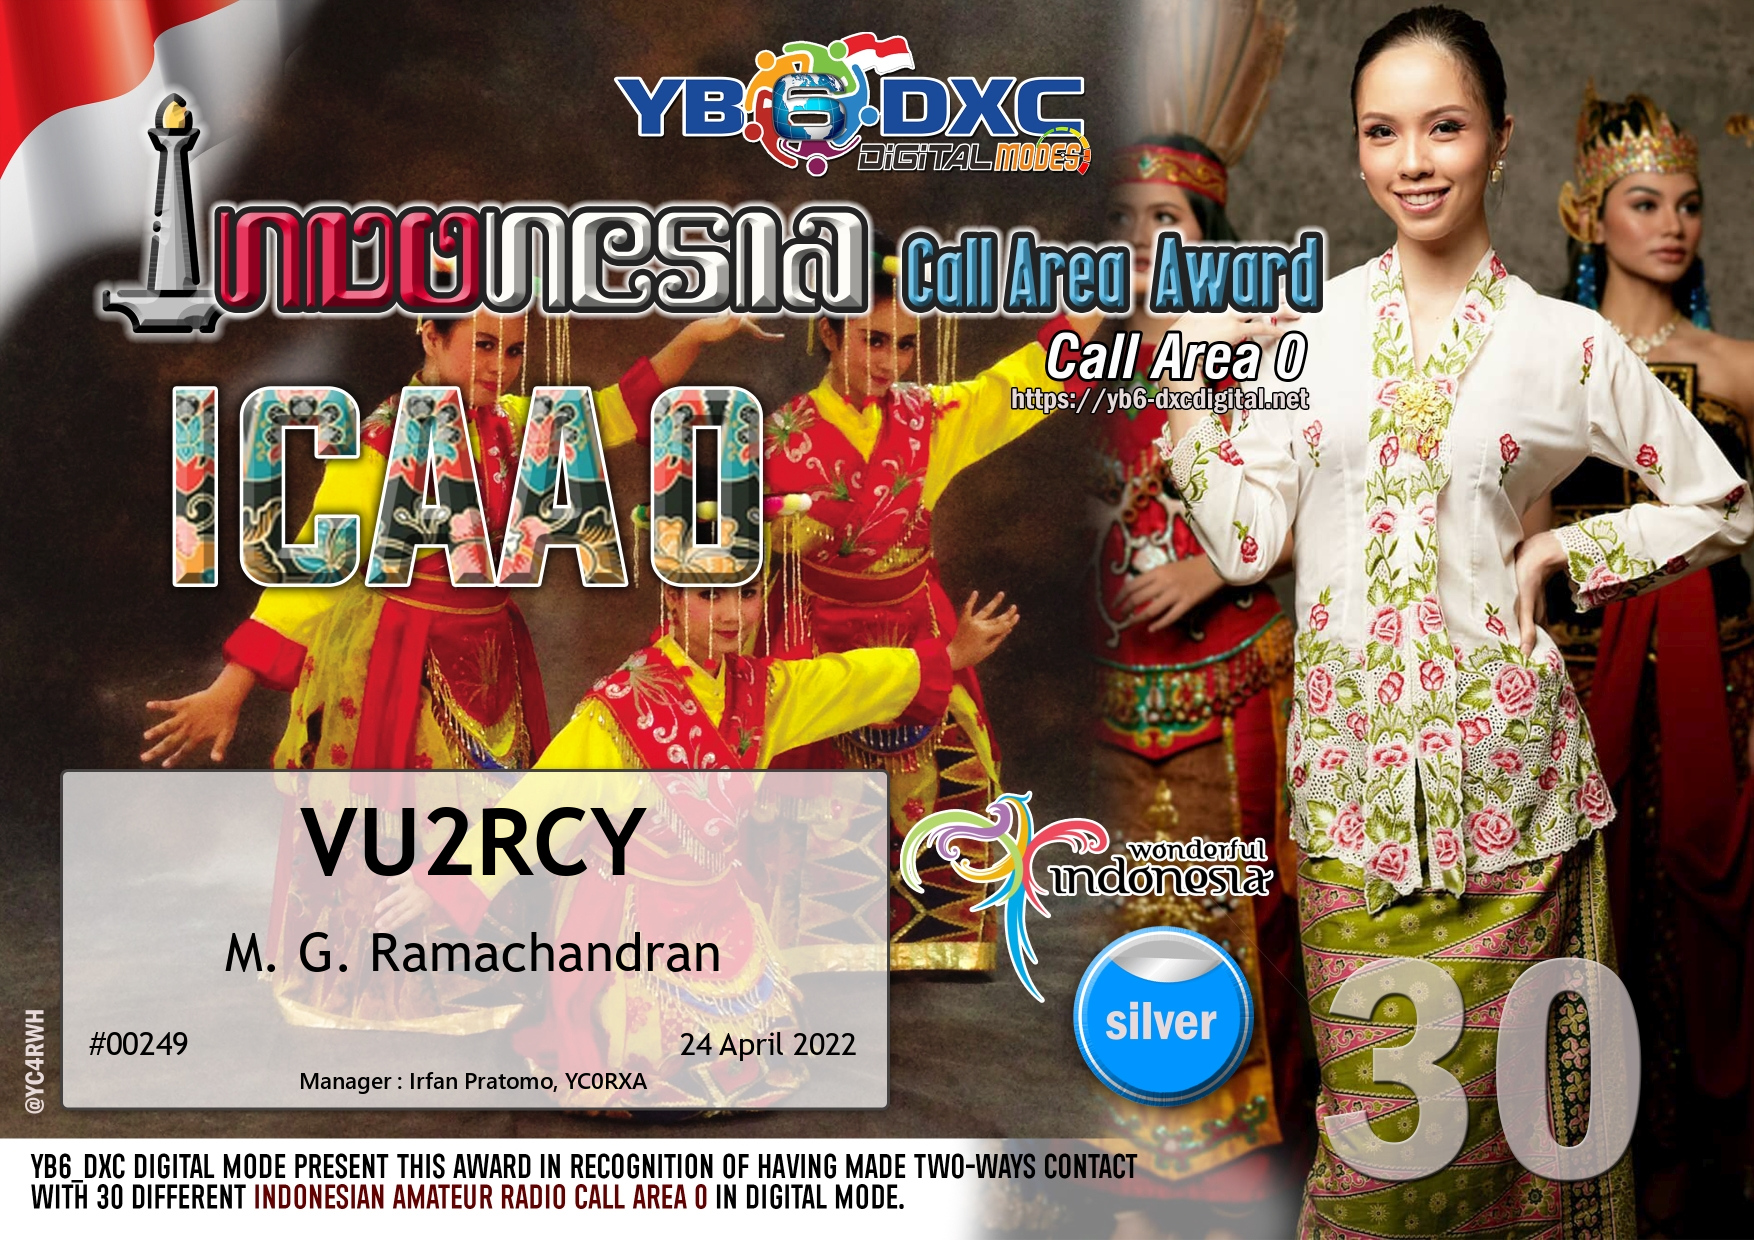 YB6 DXC
DIGITAL MODES
INDONESIA Call Area Award
Call Area 0
https://yb6-dxcdigital.net
ICAA0
VU2RCY
M. G. Ramachandran
#00249
24 April 2022
Manager : Irfan Pratomo, YC0RXA
@YC4RWH
wonderful
indonesia
silver
30
YB6_DXC DIGITAL MODE PRESENT THIS AWARD IN RECOGNITION OF HAVING MADE TWO-WAYS CONTACT
WITH 30 DIFFERENT INDONESIAN AMATEUR RADIO CALL AREA 0 IN DIGITAL MODE.